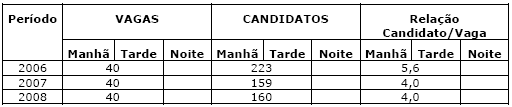 Período VAGAS CANDIDATOS Relação
Candidato/Vaga
Manhã Tarde Noite Manhã Tarde Noite Manhã Tarde Noite
2006 40 223 5,6
2007 40 159 4,0
2008 40 160 4,0